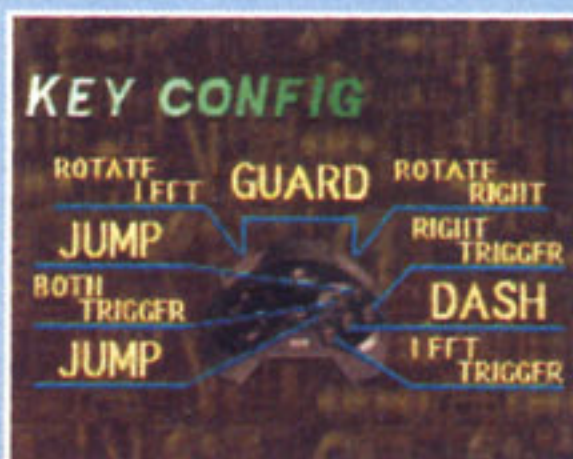 KEY CONFIG
ROTATE
LEFT
GUARD
ROTATE
RIGHT
JUMP
RIGHT
TRIGGER
BOTH
TRIGGER
DASH
JUMP
LEFT
TRIGGER